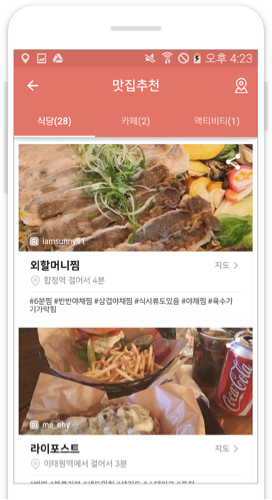 오후 4:23
맛집추천
식당(28)
카페(2)
액티비티(1)
iamsunny91
외할머니찜
지도
합정역 걸어서 4분
#6분찜 #반반야채찜 #삼겹야채찜 #식사류도있음 #야채찜 #육수가
기가막힘
Coca-Cola
me_ehy
라이포스트
지도
이태원역에서 걸어서 3분